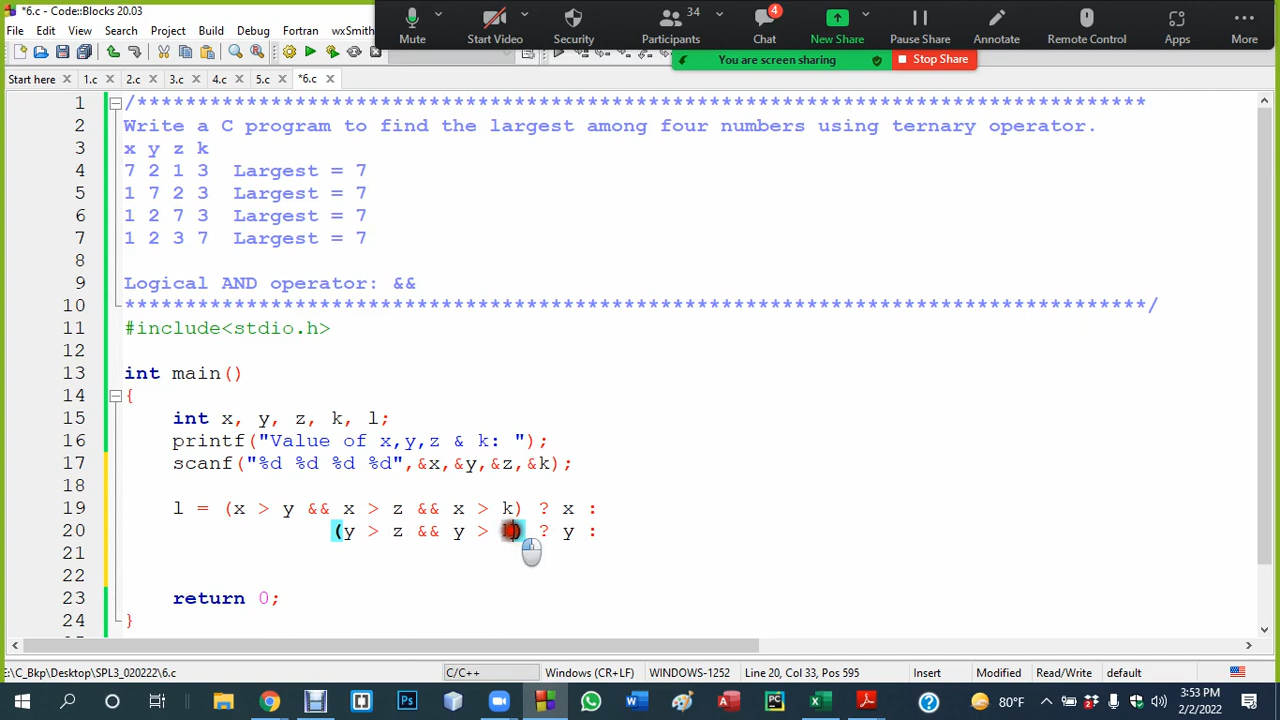 *6.c - Code::Blocks 20.03
File Edit View Search Project Build Debug Fortran wxSmith
Mute Start Video Security 34 Participants 4 Chat New Share Pause Share Annotate Remote Control Apps More
You are screen sharing Stop Share
Start here 1.c 2.c 3.c 4.c 5.c *6.c
1 /***********************************************************************************
2 Write a C program to find the largest among four numbers using ternary operator.
3 x y z k
4 7 2 1 3 Largest = 7
5 1 7 2 3 Largest = 7
6 1 2 7 3 Largest = 7
7 1 2 3 7 Largest = 7
8
9 Logical AND operator: &&
10 ************************************************************************************/
11 #include<stdio.h>
12
13 int main()
14 {
15 int x, y, z, k, l;
16 printf("Value of x,y,z & k: ");
17 scanf("%d %d %d %d",&x,&y,&z,&k);
18
19 l = (x > y && x > z && x > k) ? x :
20 (y > z && y > k) ? y :
21
22
23 return 0;
24 }
E:\C_Bkp\Desktop\SPL3_020222\6.c C/C++ Windows (CR+LF) WINDOWS-1252 Line 20, Col 33, Pos 595 Insert Modified Read/Write default
80°F 3:53 PM
2/2/2022